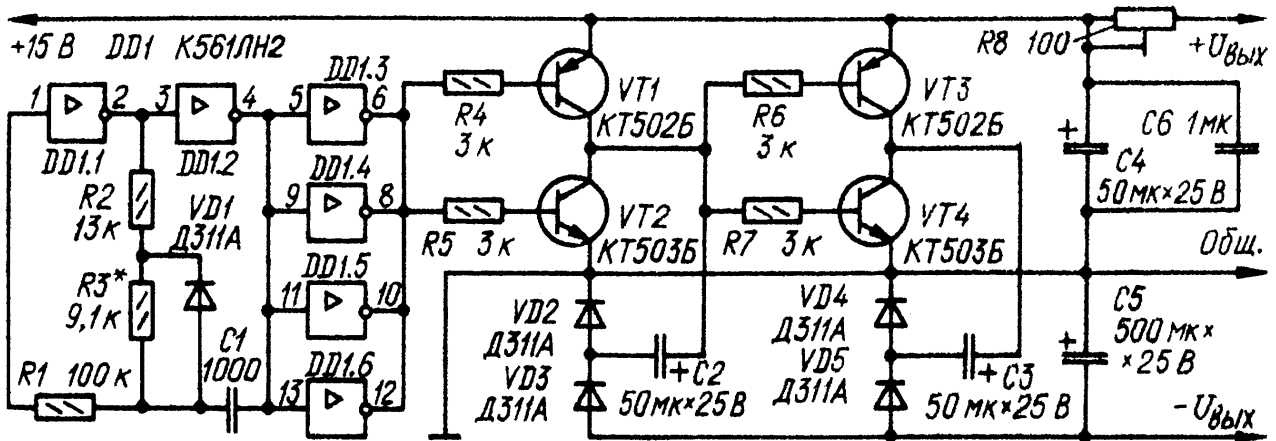 +15 В DD1 К561ЛН2
R8 100
+Uвых
DD1.3
1 2 3 4 5 6
DD1.1
DD1.2
R4
3 к
VT1
КТ502Б
R6
3 к
VT3
КТ502Б
C6 1мк
+
C4
50 мк×25 В
DD1.4
9 8
R2
13к
VD1
Д311А
R5 3 к
VT2
КТ503Б
R7 3 к
VT4
КТ503Б
Общ.
DD1.5
11 10
R3*
9,1к
VD2
Д311А
VD4
Д311А
C5
+
500 мк×
×25 В
C1
1000
DD1.6
13 12
R1 100 к
VD3
Д311А
+C2
50мк×25 В
VD5
Д311А
+C3
50 мк×25 В
-Uвых